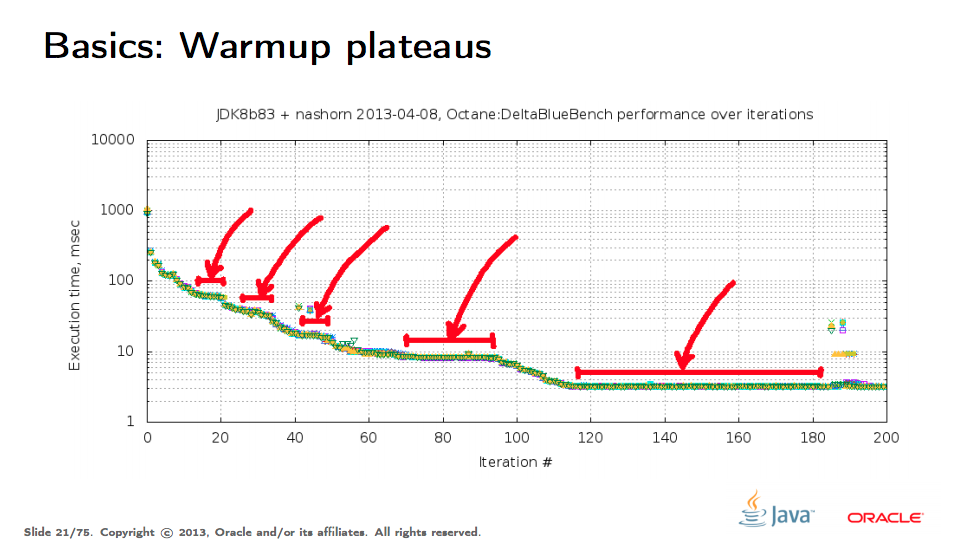 Basics: Warmup plateaus
JDK8b83 + nashorn 2013-04-08, Octane:DeltaBlueBench performance over iterations
10000
1000
100
10
1
Execution time, msec
0 20 40 60 80 100 120 140 160 180 200
Iteration #
Java™
ORACLE®
Slide 21/75. Copyright © 2013, Oracle and/or its affiliates. All rights reserved.